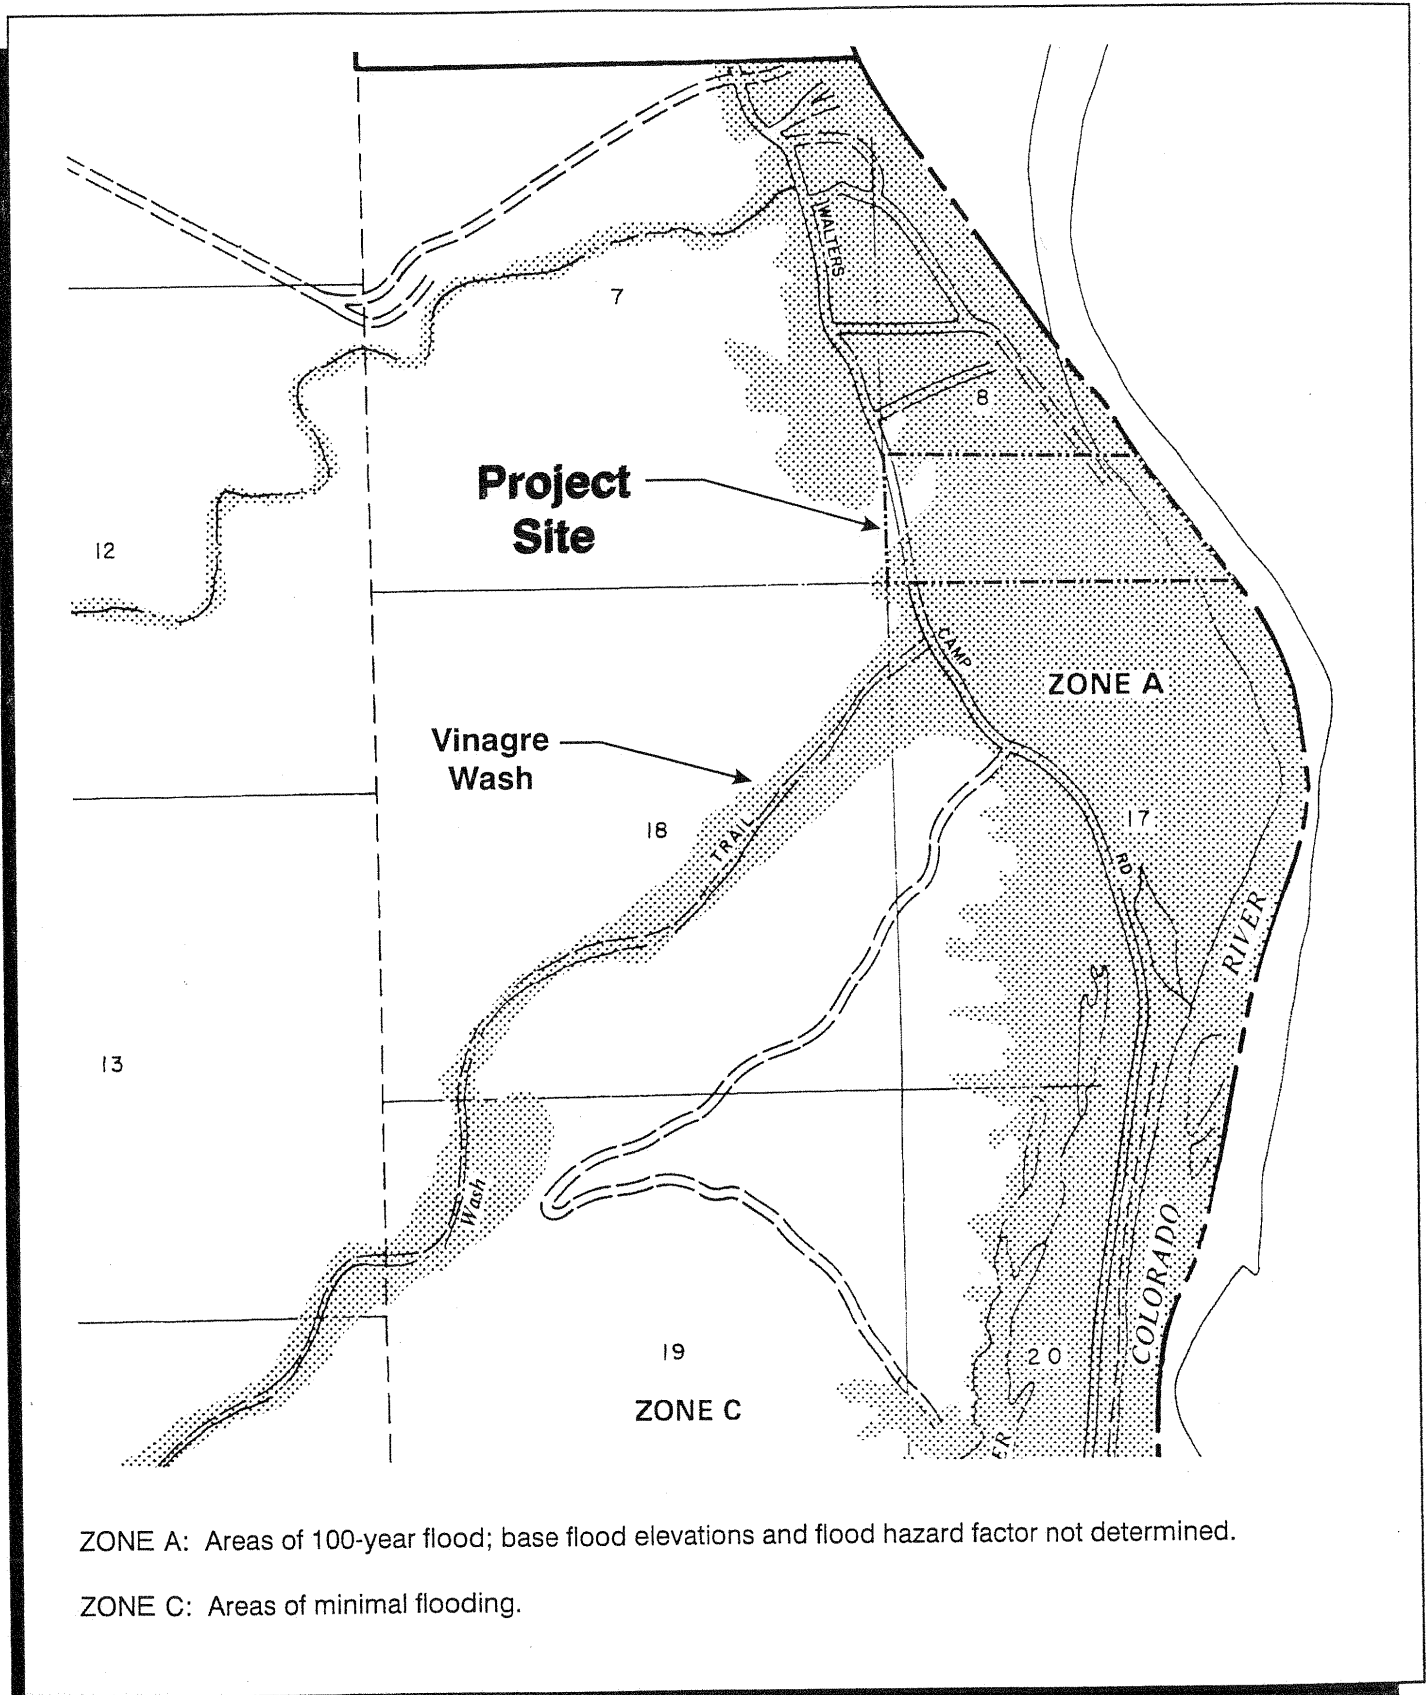 WALTERS
7
8
Project
Site
12
CAMP
ZONE A
Vinagre
Wash
18
TRAIL
17
RD
RIVER
13
Wash
COLORADO
19
20
ZONE C
ER
ZONE A: Areas of 100-year flood; base flood elevations and flood hazard factor not determined.
ZONE C: Areas of minimal flooding.